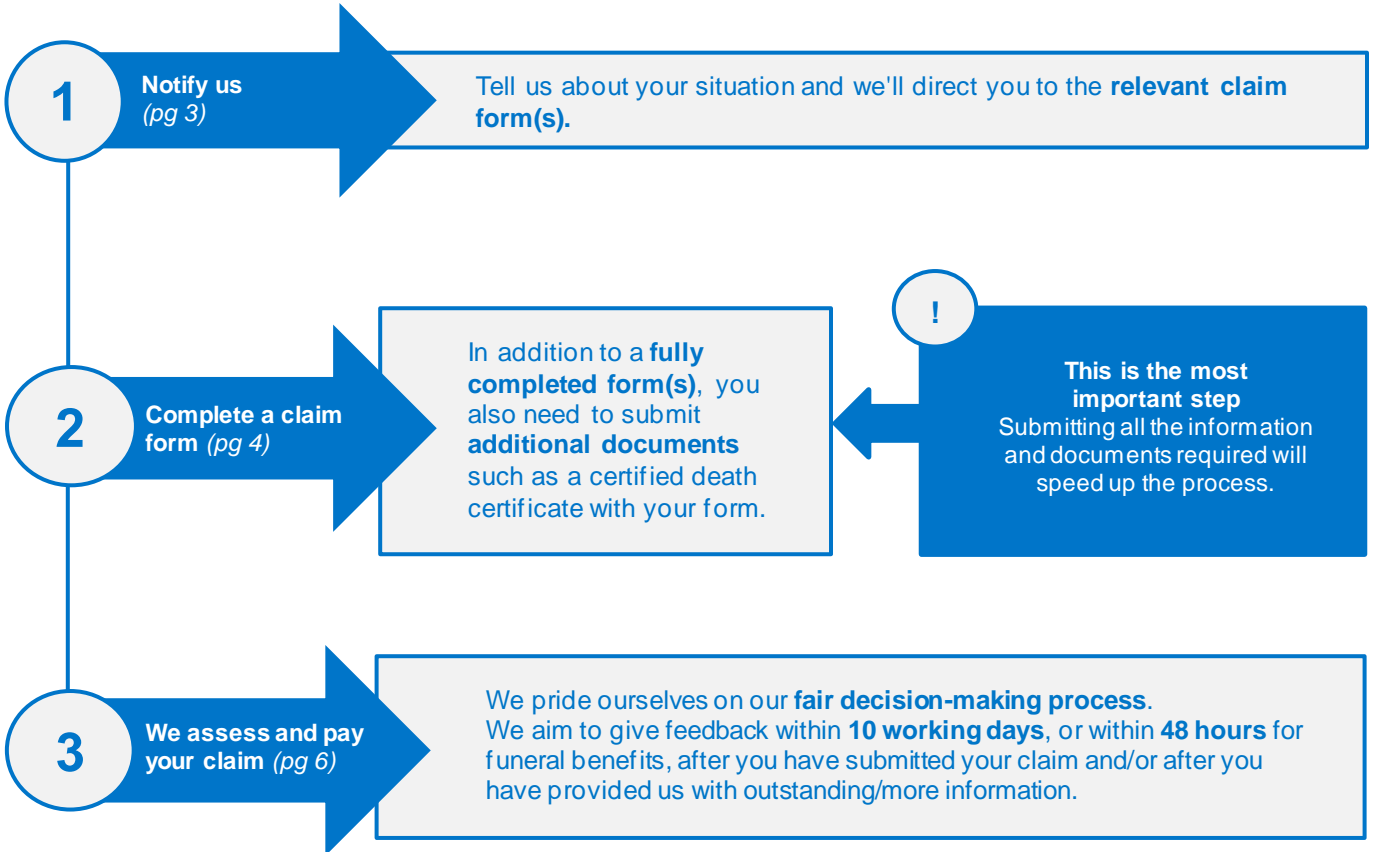 1
Notify us
(pg 3)
Tell us about your situation and we'll direct you to the relevant claim
form(s).
2
Complete a claim
form (pg 4)
In addition to a fully
completed form(s), you
also need to submit
additional documents
such as a certified death
certificate with your form.
!
This is the most
important step
Submitting all the information
and documents required will
speed up the process.
3
We assess and pay
your claim (pg 6)
We pride ourselves on our fair decision-making process.
We aim to give feedback within 10 working days, or within 48 hours for
funeral benefits, after you have submitted your claim and/or after you
have provided us with outstanding/more information.